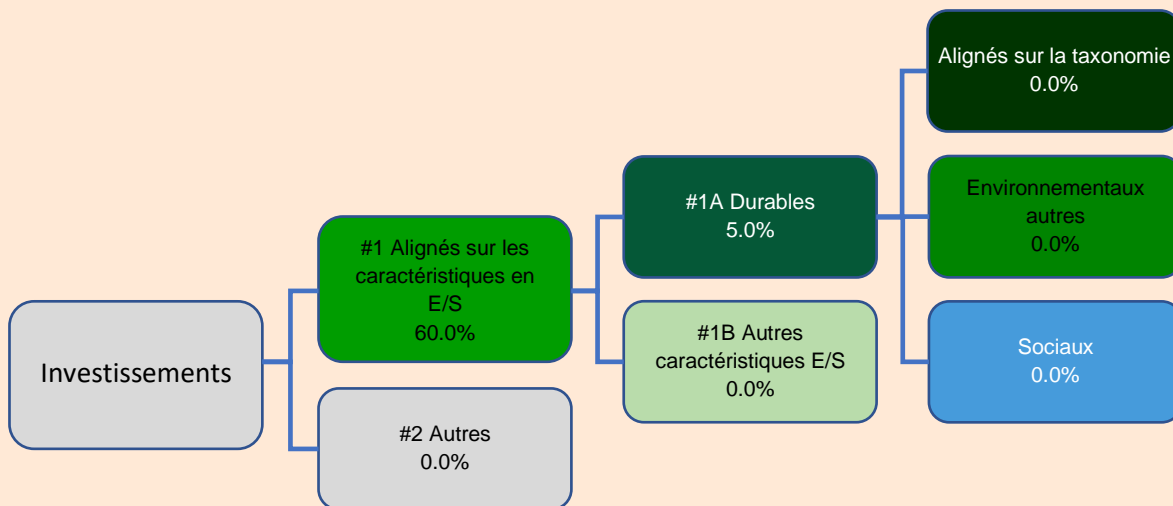 Investissements
#1 Alignés sur les
caractéristiques en
E/S
60.0%
#2 Autres
0.0%
#1A Durables
5.0%
#1B Autres
caractéristiques E/S
0.0%
Alignés sur la taxonomie
0.0%
Environnementaux
autres
0.0%
Sociaux
0.0%